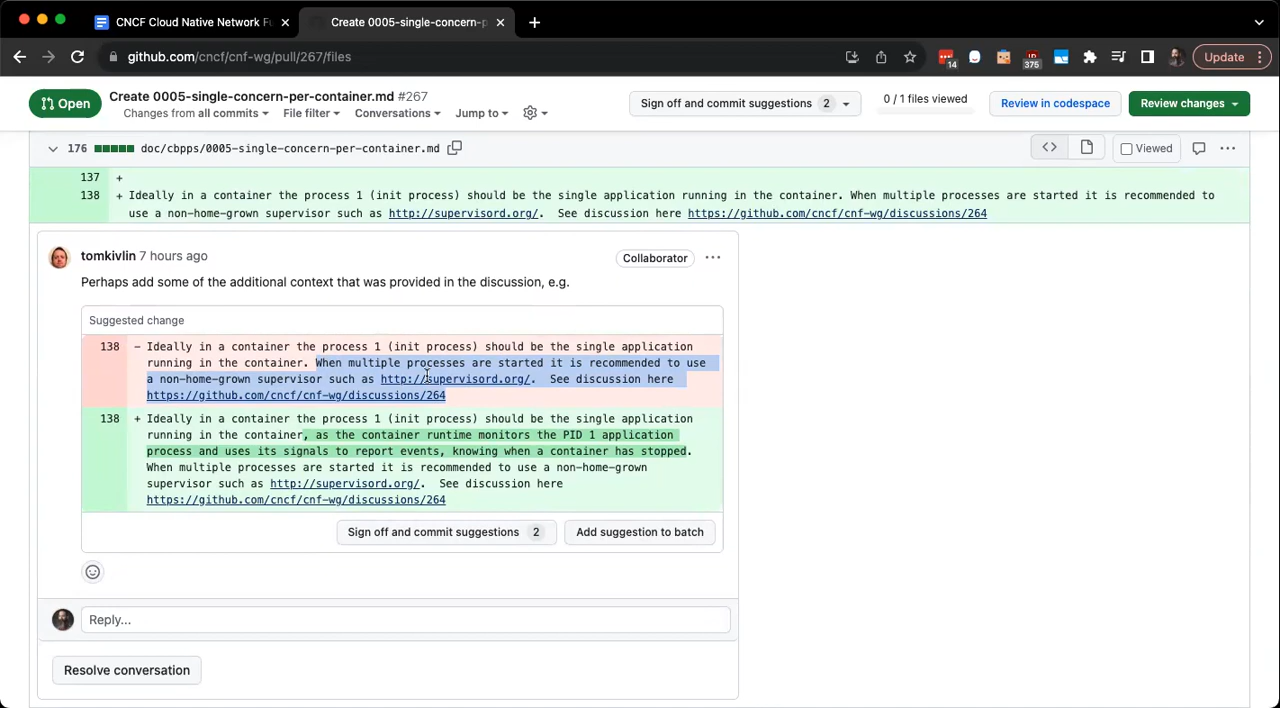 CNCF Cloud Native Network Fu
Create 0005-single-concern-p
github.com/cncf/cnf-wg/pull/267/files
14
375
Update
Open
Create 0005-single-concern-per-container.md #267
Changes from all commits
File filter
Conversations
Jump to
Sign off and commit suggestions 2
0 / 1 files viewed
Review in codespace
Review changes
176
doc/cbpps/0005-single-concern-per-container.md
Viewed
137 +
138 + Ideally in a container the process 1 (init process) should be the single application running in the container. When multiple processes are started it is recommended to
use a non-home-grown supervisor such as http://supervisord.org/.  See discussion here https://github.com/cncf/cnf-wg/discussions/264
tomkivlin 7 hours ago
Collaborator
Perhaps add some of the additional context that was provided in the discussion, e.g.
Suggested change
138 - Ideally in a container the process 1 (init process) should be the single application
running in the container. When multiple processes are started it is recommended to use
a non-home-grown supervisor such as http://supervisord.org/.  See discussion here
https://github.com/cncf/cnf-wg/discussions/264
138 + Ideally in a container the process 1 (init process) should be the single application
running in the container, as the container runtime monitors the PID 1 application
process and uses its signals to report events, knowing when a container has stopped.
When multiple processes are started it is recommended to use a non-home-grown
supervisor such as http://supervisord.org/.  See discussion here
https://github.com/cncf/cnf-wg/discussions/264
Sign off and commit suggestions 2
Add suggestion to batch
Reply...
Resolve conversation